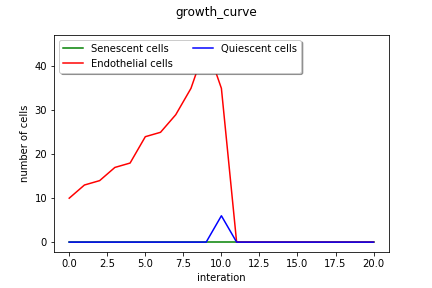 growth_curve
Senescent cells
Endothelial cells
Quiescent cells
number of cells
40
30
20
10
0
0.0 2.5 5.0 7.5 10.0 12.5 15.0 17.5 20.0
interation